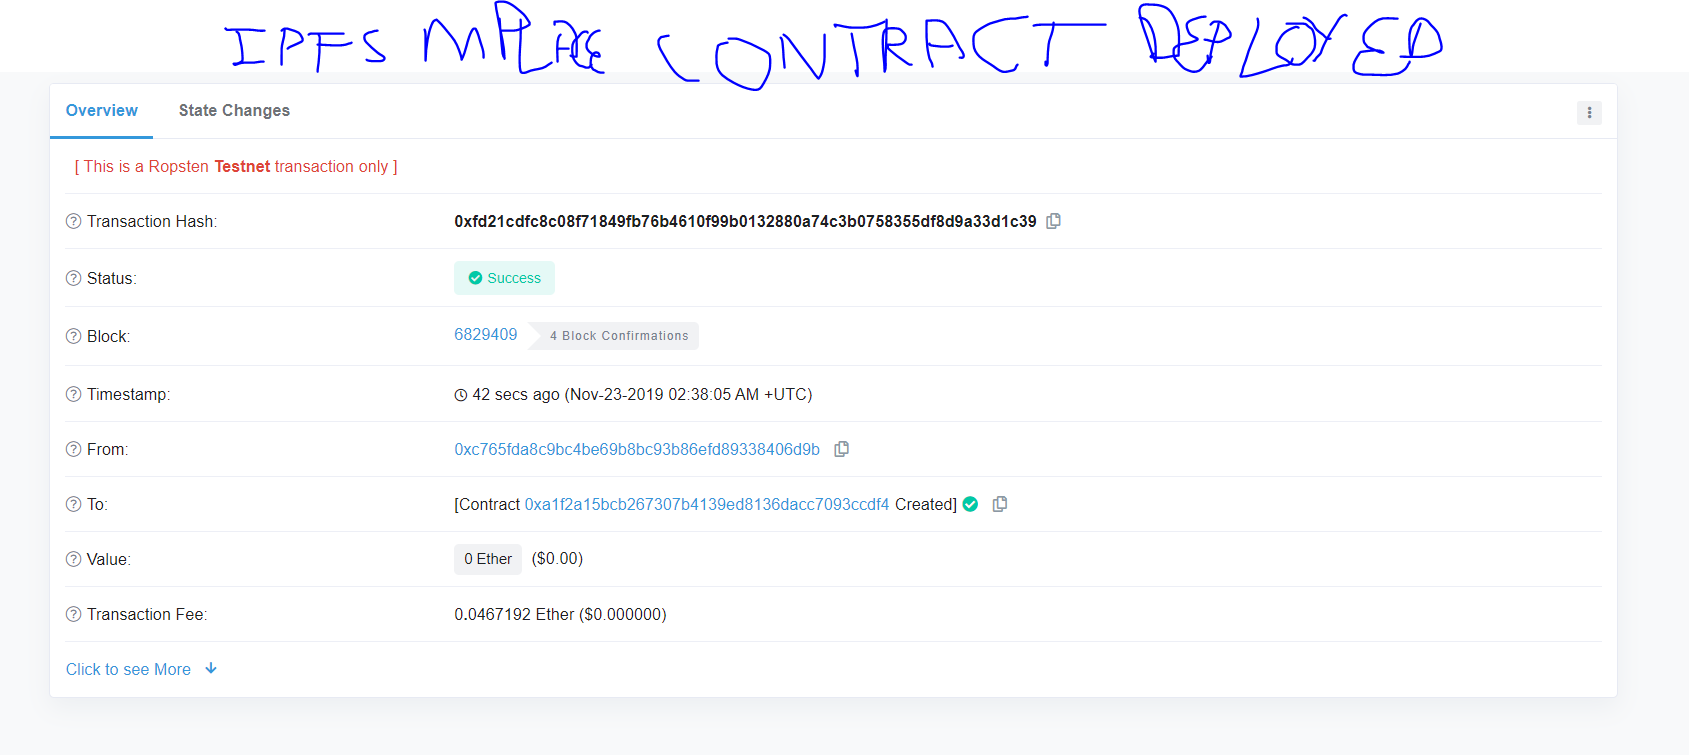 IPFS MPLACE CONTRACT DEPLOYED
Overview State Changes
[ This is a Ropsten Testnet transaction only ]
Transaction Hash: 0xfd21cdfc8c08f71849fb76b4610f99b0132880a74c3b0758355df8d9a33d1c39
Status: Success
Block: 6829409 4 Block Confirmations
Timestamp: 42 secs ago (Nov-23-2019 02:38:05 AM +UTC)
From: 0xc765fda8c9bc4be69b8bc93b86efd89338406d9b
To: [Contract 0xa1f2a15bcb267307b4139ed8136dacc7093ccdf4 Created]
Value: 0 Ether ($0.00)
Transaction Fee: 0.0467192 Ether ($0.000000)
Click to see More